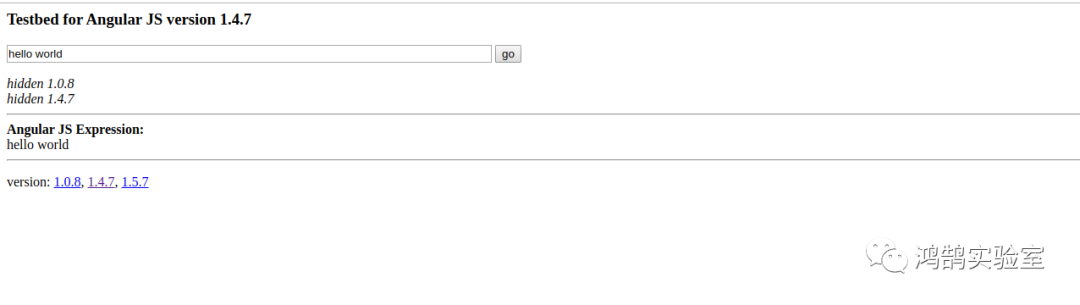 Testbed for Angular JS version 1.4.7
hello world go
hidden 1.0.8
hidden 1.4.7
Angular JS Expression:
hello world
version: 1.0.8, 1.4.7, 1.5.7
鸿鹄实验室